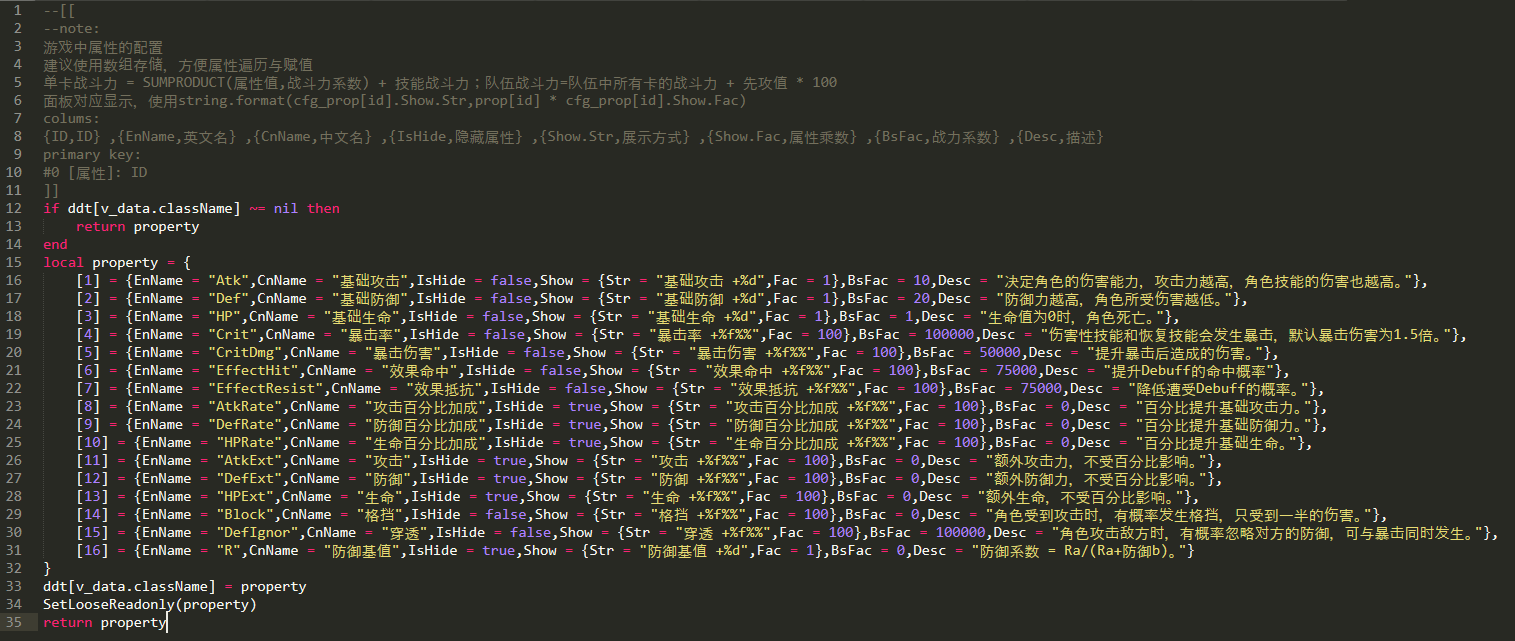 1 --[[
2 --note:
3 游戏中属性的配置
4 建议使用数组存储，方便属性遍历与赋值
5 单卡战斗力 = SUMPRODUCT(属性值,战斗力系数) + 技能战斗力；队伍战斗力=队伍中所有卡的战斗力 + 先攻值 * 100
6 面板对应显示，使用string.format(cfg_prop[id].Show.Str,prop[id] * cfg_prop[id].Show.Fac)
7 colums:
8 {ID,ID} ,{EnName,英文名} ,{CnName,中文名} ,{IsHide,隐藏属性} ,{Show.Str,展示方式} ,{Show.Fac,属性乘数} ,{BsFac,战力系数} ,{Desc,描述}
9 primary key:
10 #0 [属性]: ID
11 ]]
12 if ddt[v_data.className] ~= nil then
13     return property
14 end
15 local property = {
16     [1] = {EnName = "Atk",CnName = "基础攻击",IsHide = false,Show = {Str = "基础攻击 +%d",Fac = 1},BsFac = 10,Desc = "决定角色的伤害能力，攻击力越高，角色技能的伤害也越高。"},
17     [2] = {EnName = "Def",CnName = "基础防御",IsHide = false,Show = {Str = "基础防御 +%d",Fac = 1},BsFac = 20,Desc = "防御力越高，角色所受伤害越低。"},
18     [3] = {EnName = "HP",CnName = "基础生命",IsHide = false,Show = {Str = "基础生命 +%d",Fac = 1},BsFac = 1,Desc = "生命值为0时，角色死亡。"},
19     [4] = {EnName = "Crit",CnName = "暴击率",IsHide = false,Show = {Str = "暴击率 +%f%%",Fac = 100},BsFac = 100000,Desc = "伤害性技能和恢复技能会发生暴击，默认暴击伤害为1.5倍。"},
20     [5] = {EnName = "CritDmg",CnName = "暴击伤害",IsHide = false,Show = {Str = "暴击伤害 +%f%%",Fac = 100},BsFac = 50000,Desc = "提升暴击后造成的伤害。"},
21     [6] = {EnName = "EffectHit",CnName = "效果命中",IsHide = false,Show = {Str = "效果命中 +%f%%",Fac = 100},BsFac = 75000,Desc = "提升Debuff的命中概率"},
22     [7] = {EnName = "EffectResist",CnName = "效果抵抗",IsHide = false,Show = {Str = "效果抵抗 +%f%%",Fac = 100},BsFac = 75000,Desc = "降低遭受Debuff的概率。"},
23     [8] = {EnName = "AtkRate",CnName = "攻击百分比加成",IsHide = true,Show = {Str = "攻击百分比加成 +%f%%",Fac = 100},BsFac = 0,Desc = "百分比提升基础攻击力。"},
24     [9] = {EnName = "DefRate",CnName = "防御百分比加成",IsHide = true,Show = {Str = "防御百分比加成 +%f%%",Fac = 100},BsFac = 0,Desc = "百分比提升基础防御力。"},
25     [10] = {EnName = "HPRate",CnName = "生命百分比加成",IsHide = true,Show = {Str = "生命百分比加成 +%f%%",Fac = 100},BsFac = 0,Desc = "百分比提升基础生命。"},
26     [11] = {EnName = "AtkExt",CnName = "攻击",IsHide = true,Show = {Str = "攻击 +%f%%",Fac = 100},BsFac = 0,Desc = "额外攻击力，不受百分比影响。"},
27     [12] = {EnName = "DefExt",CnName = "防御",IsHide = true,Show = {Str = "防御 +%f%%",Fac = 100},BsFac = 0,Desc = "额外防御力，不受百分比影响。"},
28     [13] = {EnName = "HPExt",CnName = "生命",IsHide = true,Show = {Str = "生命 +%f%%",Fac = 100},BsFac = 0,Desc = "额外生命，不受百分比影响。"},
29     [14] = {EnName = "Block",CnName = "格挡",IsHide = false,Show = {Str = "格挡 +%f%%",Fac = 100},BsFac = 0,Desc = "角色受到攻击时，有概率发生格挡，只受到一半的伤害。"},
30     [15] = {EnName = "DefIgnor",CnName = "穿透",IsHide = false,Show = {Str = "穿透 +%f%%",Fac = 100},BsFac = 100000,Desc = "角色攻击敌方时，有概率忽略对方的防御，可与暴击同时发生。"},
31     [16] = {EnName = "R",CnName = "防御基值",IsHide = true,Show = {Str = "防御基值 +%d",Fac = 1},BsFac = 0,Desc = "防御系数 = Ra/(Ra+防御b)。"}
32 }
33 ddt[v_data.className] = property
34 SetLooseReadonly(property)
35 return property